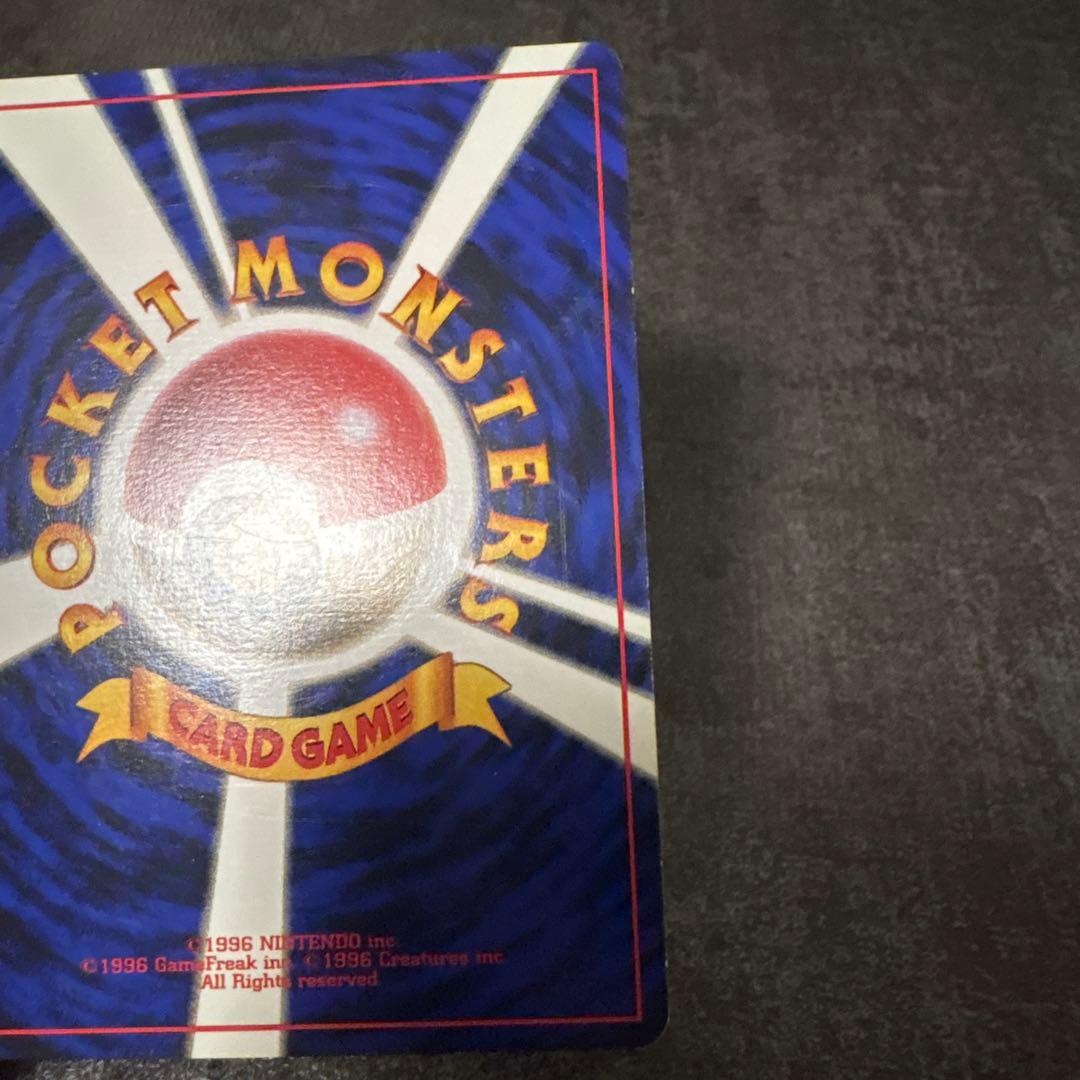 POCKET MONSTERS
CARD GAME
©1996 NINTENDO inc.
©1996 GameFreak inc. ©1996 Creatures inc.
All Rights reserved.